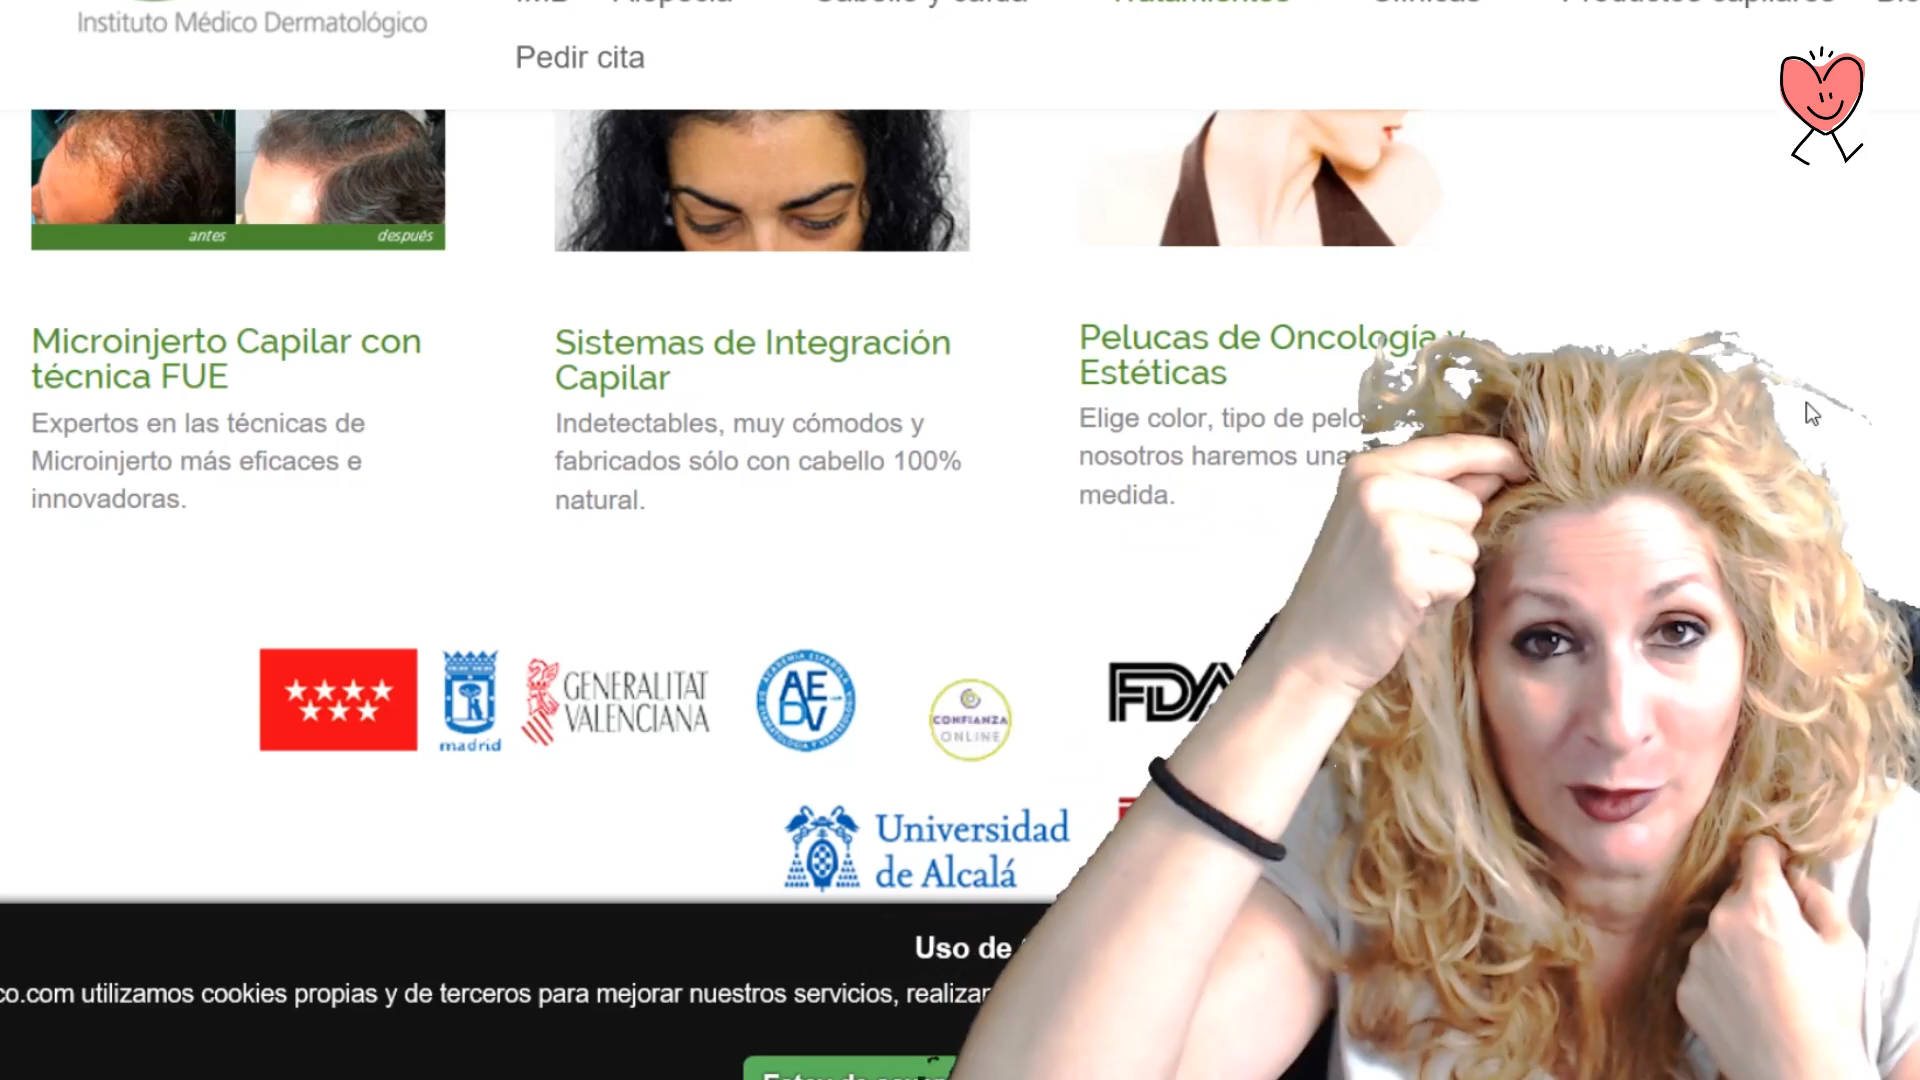 Instituto Médico Dermatológico
Pedir cita
antes
después
Microinjerto Capilar con
técnica FUE
Expertos en las técnicas de
Microinjerto más eficaces e
innovadoras.
Sistemas de Integración
Capilar
Indetectables, muy cómodos y
fabricados sólo con cabello 100%
natural.
Pelucas de Oncología y
Estéticas
Elige color, tipo de pelo
nosotros haremos una
medida.
madrid
GENERALITAT
VALENCIANA
AE
DV
CONFIANZA
ONLINE
FDA
Universidad
de Alcalá
Uso de
co.com utilizamos cookies propias y de terceros para mejorar nuestros servicios, realizar